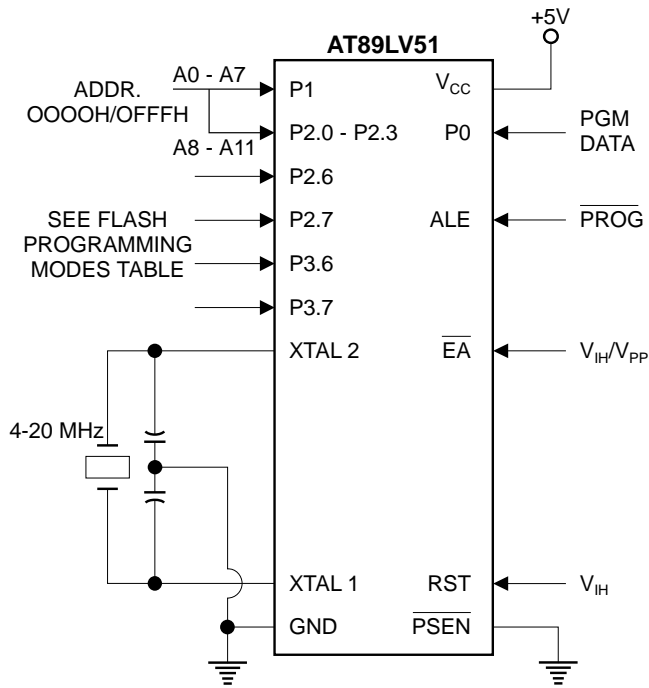 +5V
AT89LV51
ADDR.
OOOOH/OFFFH
A0 - A7
P1
VCC
P2.0 - P2.3
P0
PGM
DATA
A8 - A11
P2.6
SEE FLASH
PROGRAMMING
MODES TABLE
P2.7
ALE
PROG
P3.6
P3.7
XTAL 2
EA
VIH/VPP
4-20 MHz
XTAL 1
RST
VIH
GND
PSEN